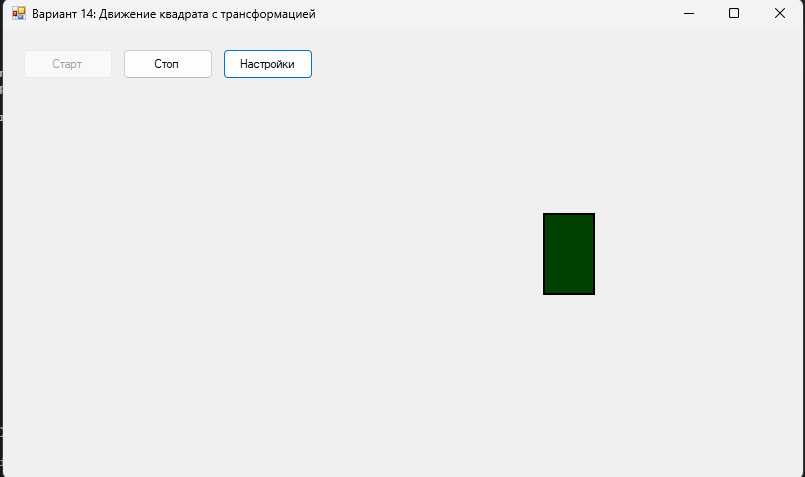 Вариант 14: Движение квадрата с трансформацией
Старт Стоп Настройки